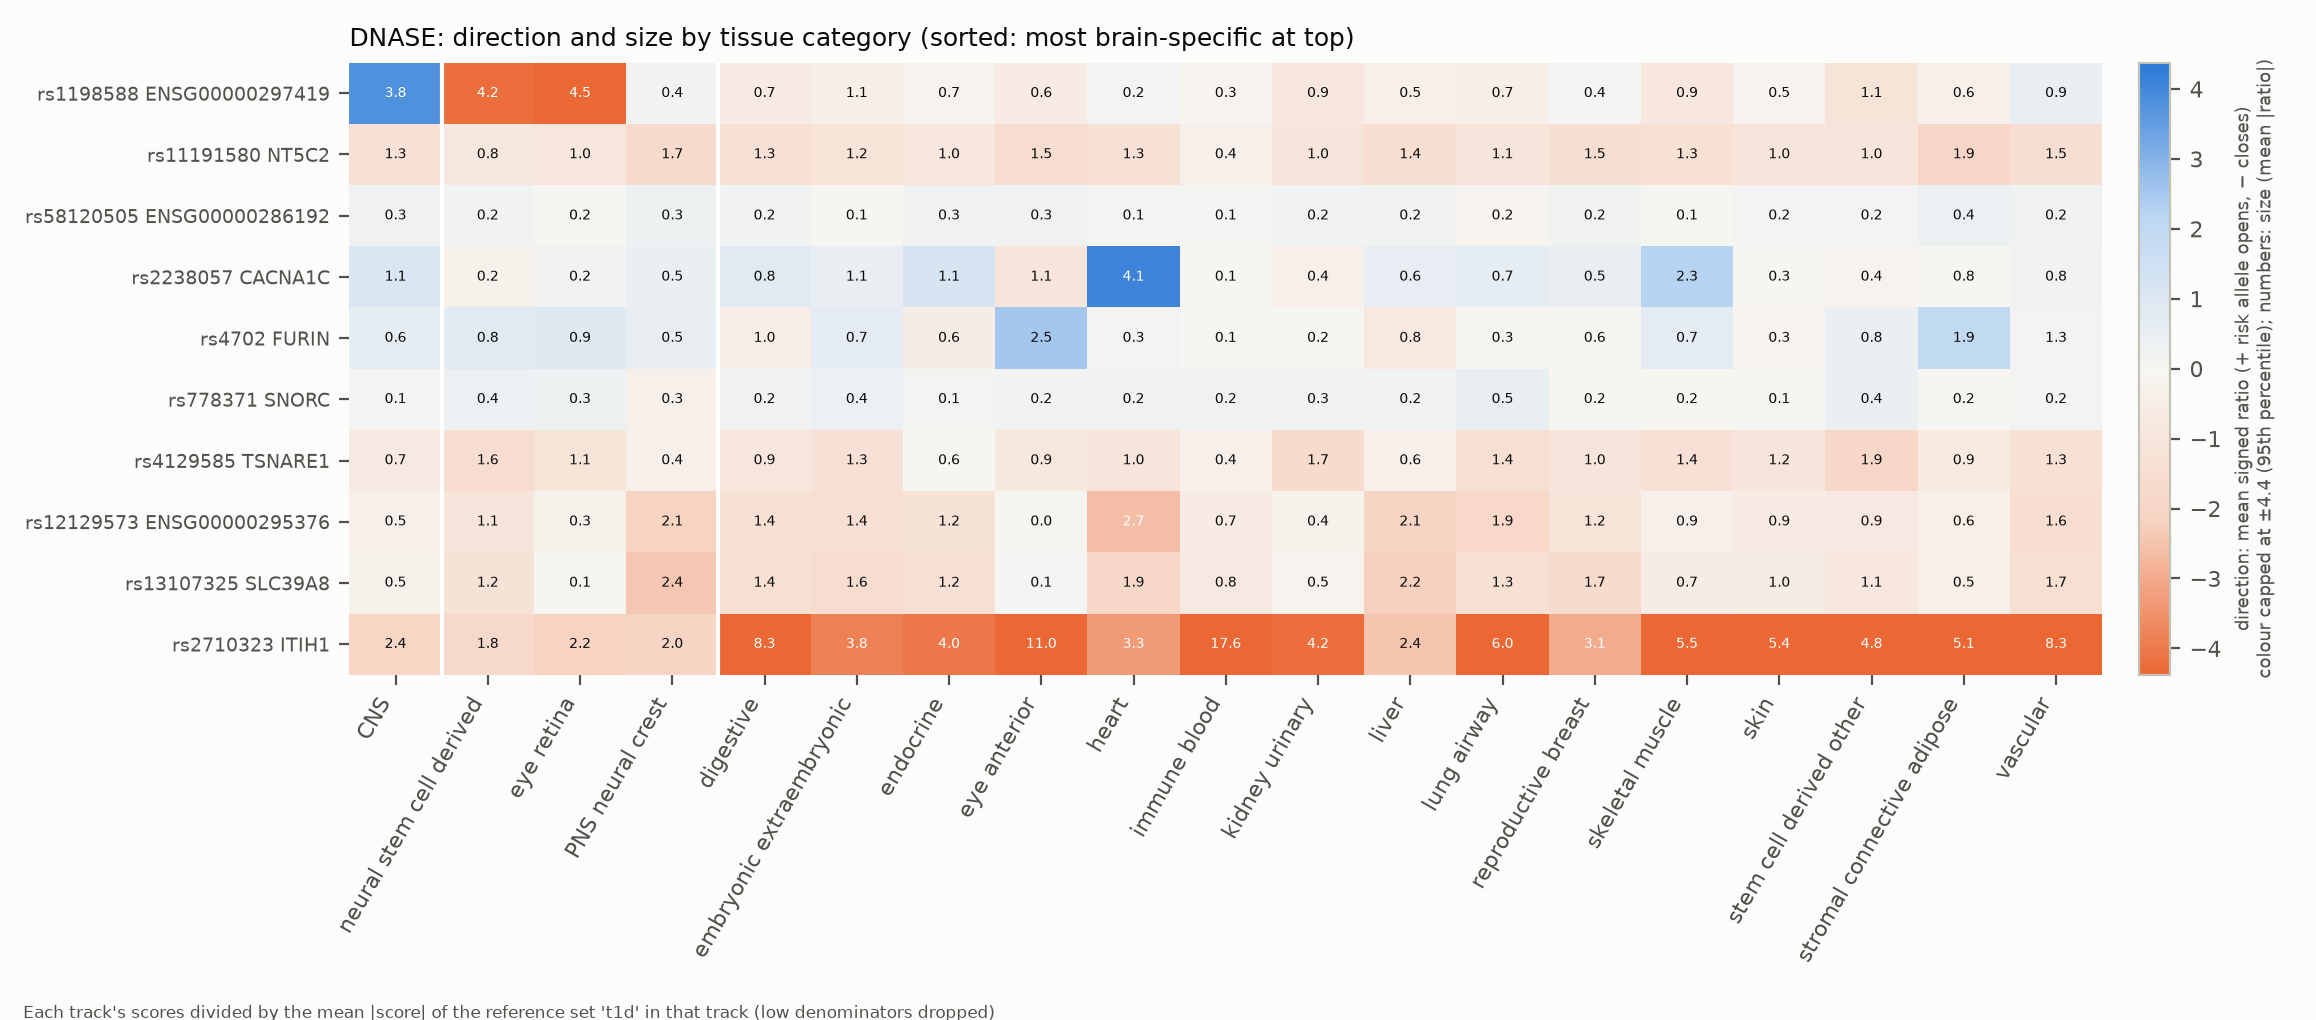 DNASE: direction and size by tissue category (sorted: most brain-specific at top)
rs1198588 ENSG00000297419 3.8 4.2 4.5 0.4 0.7 1.1 0.7 0.6 0.2 0.3 0.9 0.5 0.7 0.4 0.9 0.5 1.1 0.6 0.9
rs11191580 NT5C2 1.3 0.8 1.0 1.7 1.3 1.2 1.0 1.5 1.3 0.4 1.0 1.4 1.1 1.5 1.3 1.0 1.0 1.9 1.5
rs58120505 ENSG00000286192 0.3 0.2 0.2 0.3 0.2 0.1 0.3 0.3 0.1 0.1 0.2 0.2 0.2 0.2 0.1 0.2 0.2 0.4 0.2
rs2238057 CACNA1C 1.1 0.2 0.2 0.5 0.8 1.1 1.1 1.1 4.1 0.1 0.4 0.6 0.7 0.5 2.3 0.3 0.4 0.8 0.8
rs4702 FURIN 0.6 0.8 0.9 0.5 1.0 0.7 0.6 2.5 0.3 0.1 0.2 0.8 0.3 0.6 0.7 0.3 0.8 1.9 1.3
rs778371 SNORC 0.1 0.4 0.3 0.3 0.2 0.4 0.1 0.2 0.2 0.2 0.3 0.2 0.5 0.2 0.2 0.1 0.4 0.2 0.2
rs4129585 TSNARE1 0.7 1.6 1.1 0.4 0.9 1.3 0.6 0.9 1.0 0.4 1.7 0.6 1.4 1.0 1.4 1.2 1.9 0.9 1.3
rs12129573 ENSG00000295376 0.5 1.1 0.3 2.1 1.4 1.4 1.2 0.0 2.7 0.7 0.4 2.1 1.9 1.2 0.9 0.9 0.9 0.6 1.6
rs13107325 SLC39A8 0.5 1.2 0.1 2.4 1.4 1.6 1.2 0.1 1.9 0.8 0.5 2.2 1.3 1.7 0.7 1.0 1.1 0.5 1.7
rs2710323 ITIH1 2.4 1.8 2.2 2.0 8.3 3.8 4.0 11.0 3.3 17.6 4.2 2.4 6.0 3.1 5.5 5.4 4.8 5.1 8.3
CNS
neural stem cell derived
eye retina
PNS neural crest
digestive
embryonic extraembryonic
endocrine
eye anterior
heart
immune blood
kidney urinary
liver
lung airway
reproductive breast
skeletal muscle
skin
stem cell derived other
stromal connective adipose
vascular
4
3
2
1
0
−1
−2
−3
−4
direction: mean signed ratio (+ risk allele opens, − closes)
colour capped at ±4.4 (95th percentile); numbers: size (mean |ratio|)
Each track's scores divided by the mean |score| of the reference set 't1d' in that track (low denominators dropped)